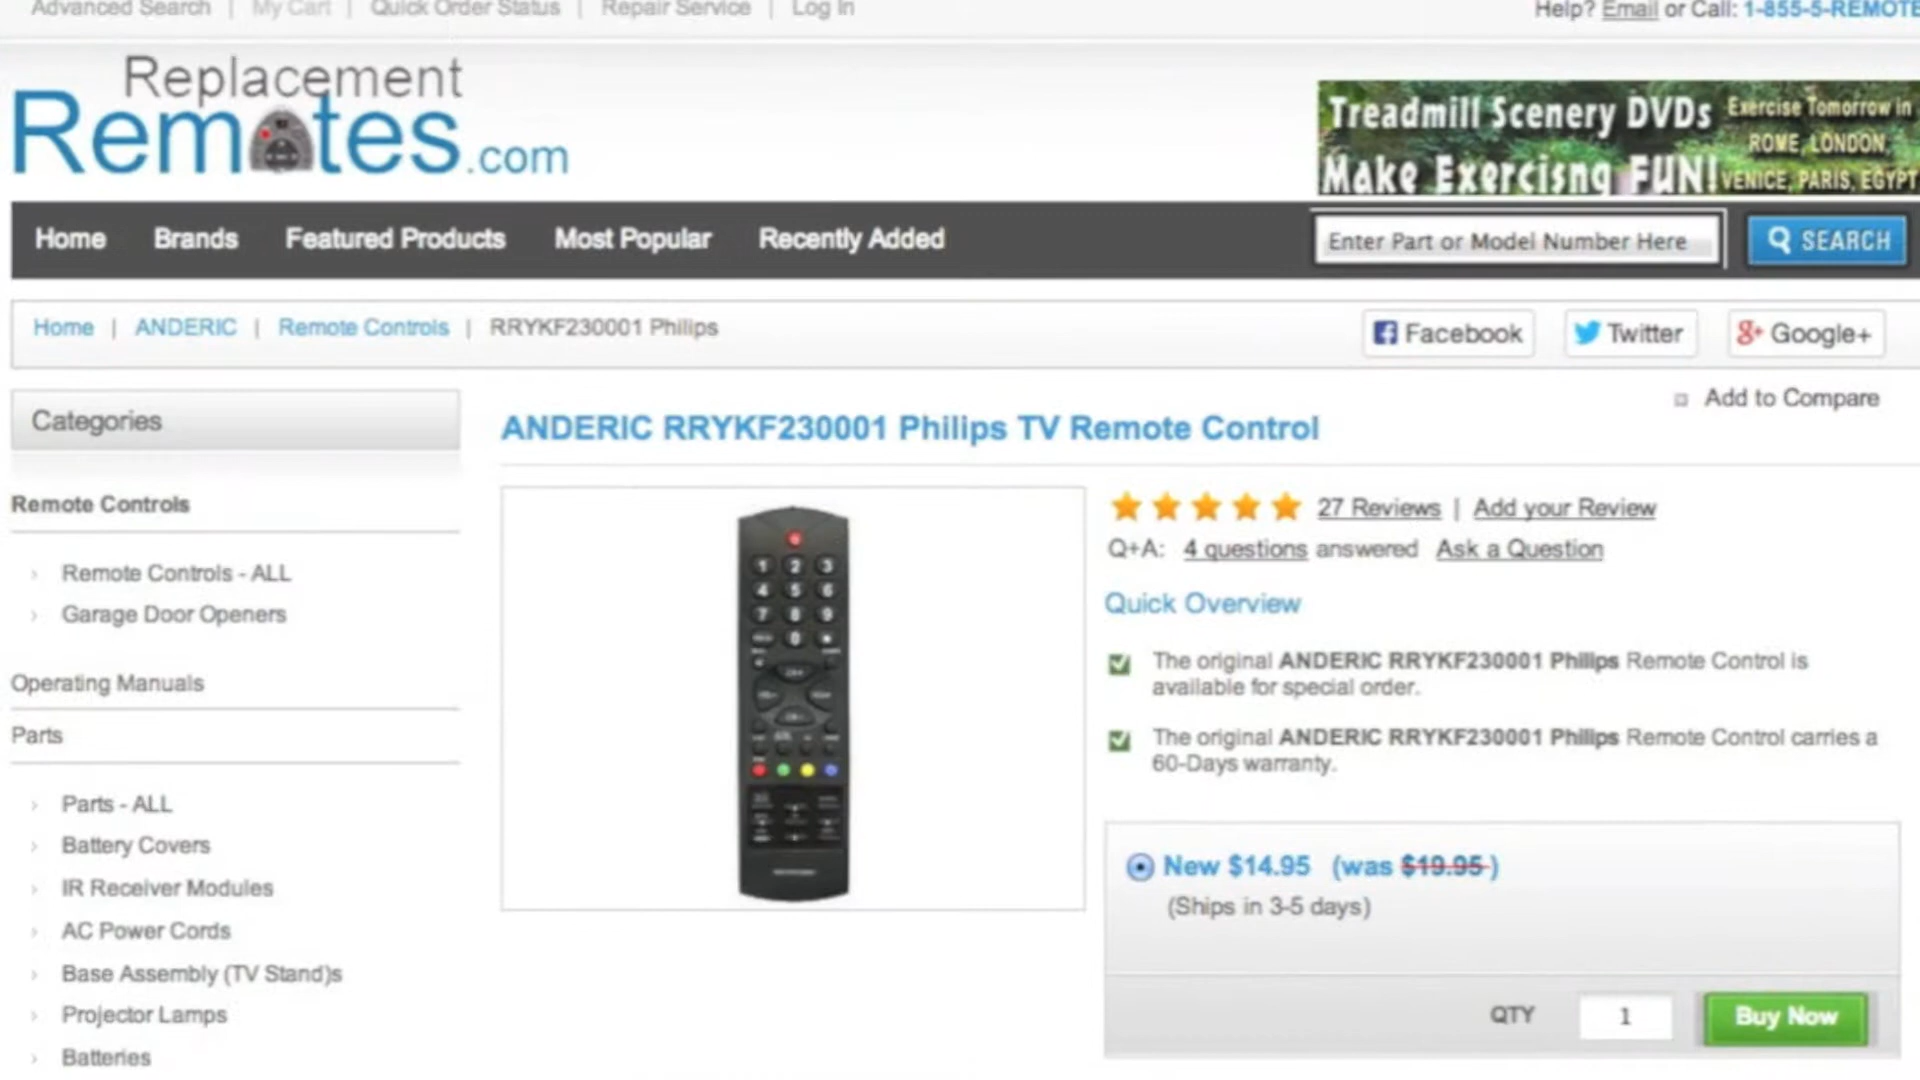 Advanced Search | My Cart | Quick Order Status | Repair Service | Log In
Help? Email or Call: 1-855-5-REMOTE
Replacement
Remotes.com
Treadmill Scenery DVDs
Make Exercisng FUN!
Exercise Tomorrow in
ROME, LONDON,
VENICE, PARIS, EGYPT
Home Brands Featured Products Most Popular Recently Added
Enter Part or Model Number Here
SEARCH
Home | ANDERIC | Remote Controls | RRYKF230001 Philips
Facebook
Twitter
Google+
Add to Compare
Categories
Remote Controls
Remote Controls - ALL
Garage Door Openers
Operating Manuals
Parts
Parts - ALL
Battery Covers
IR Receiver Modules
AC Power Cords
Base Assembly (TV Stand)s
Projector Lamps
Batteries
ANDERIC RRYKF230001 Philips TV Remote Control
1 2 3
4 5 6
7 8 9
0
27 Reviews | Add your Review
Q+A: 4 questions answered Ask a Question
Quick Overview
The original ANDERIC RRYKF230001 Philips Remote Control is
available for special order.
The original ANDERIC RRYKF230001 Philips Remote Control carries a
60-Days warranty.
New $14.95 (was $19.95 )
(Ships in 3-5 days)
QTY 1 Buy Now